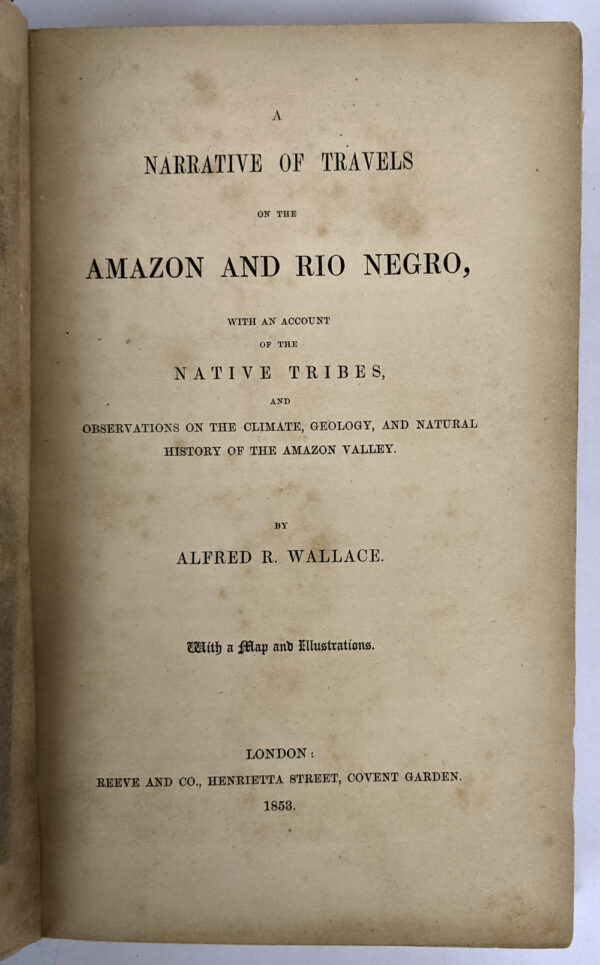 A
NARRATIVE OF TRAVELS
ON THE
AMAZON AND RIO NEGRO,
WITH AN ACCOUNT
OF THE
NATIVE TRIBES,
AND
OBSERVATIONS ON THE CLIMATE, GEOLOGY, AND NATURAL
HISTORY OF THE AMAZON VALLEY.
BY
ALFRED R. WALLACE.
With a Map and Illustrations.
LONDON:
REEVE AND CO., HENRIETTA STREET, COVENT GARDEN.
1853.